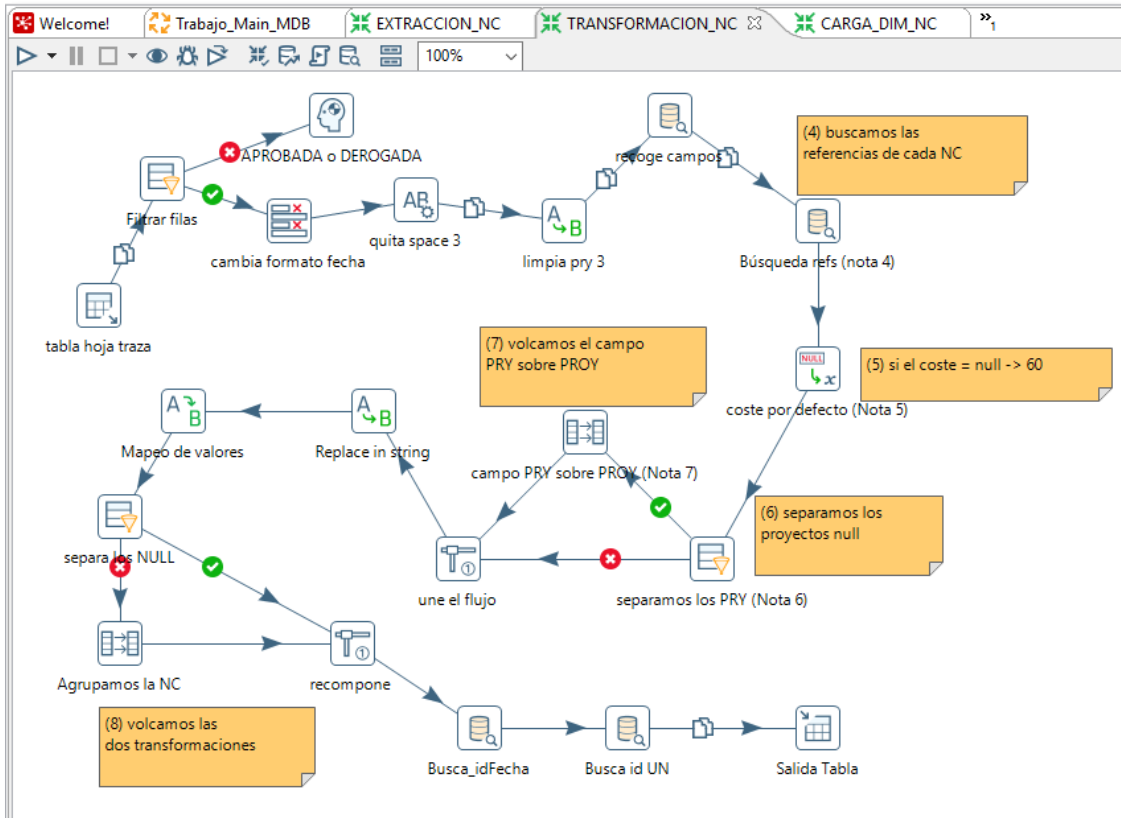 Welcome!
Trabajo_Main_MDB
EXTRACCION_NC
TRANSFORMACION_NC
CARGA_DIM_NC
»1
100%
APROBADA o DEROGADA
recoge campos
(4) buscamos las
referencias de cada NC
Filtrar filas
cambia formato fecha
quita space 3
limpia pry 3
Búsqueda refs (nota 4)
tabla hoja traza
(7) volcamos el campo
PRY sobre PROY
(5) si el coste = null -> 60
coste por defecto (Nota 5)
Mapeo de valores
Replace in string
campo PRY sobre PROY (Nota 7)
(6) separamos los
proyectos null
separa los NULL
une el flujo
separamos los PRY (Nota 6)
Agrupamos la NC
recompone
(8) volcamos las
dos transformaciones
Busca_idFecha
Busca id UN
Salida Tabla